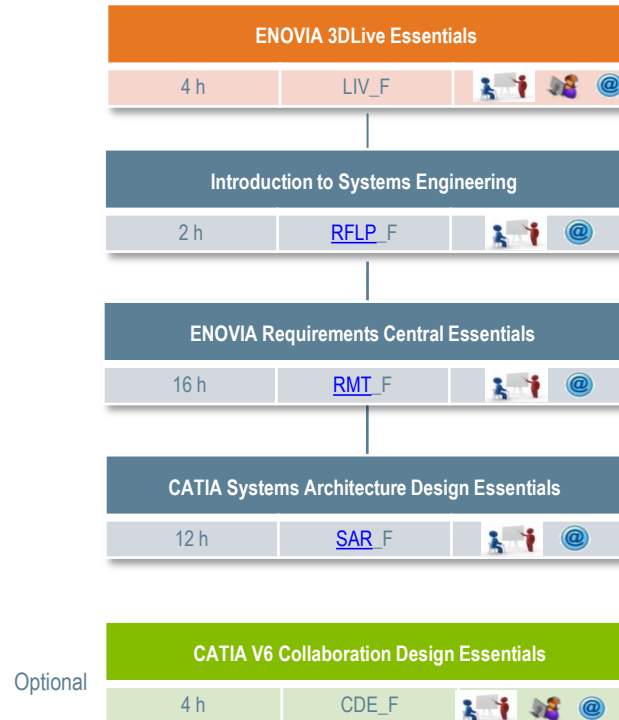 ENOVIA 3DLive Essentials
4 h LIV_F @
Introduction to Systems Engineering
2 h RFLP_F @
ENOVIA Requirements Central Essentials
16 h RMT_F @
CATIA Systems Architecture Design Essentials
12 h SAR_F @
CATIA V6 Collaboration Design Essentials
Optional
4 h CDE_F @